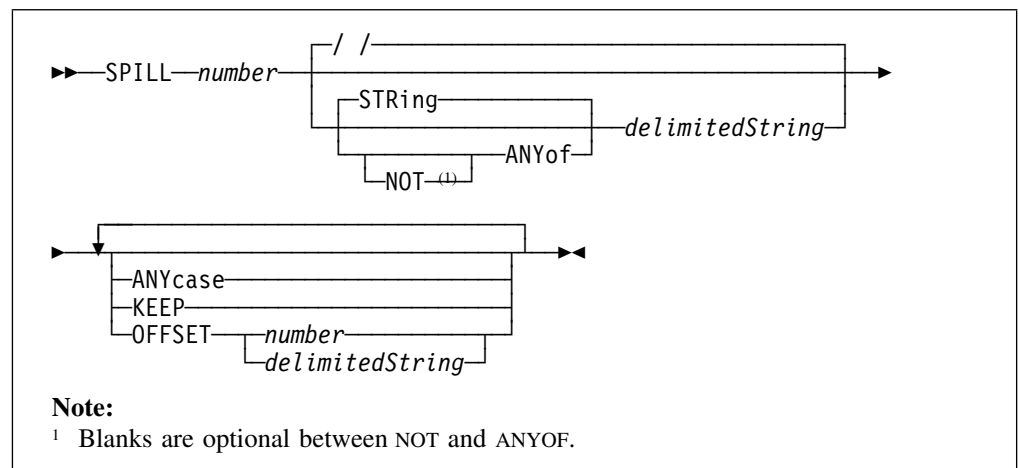 / /
SPILL number
STRing
delimitedString
ANYof
NOT (1)
ANYcase
KEEP
OFFSET number
delimitedString
Note:
1 Blanks are optional between NOT and ANYOF.